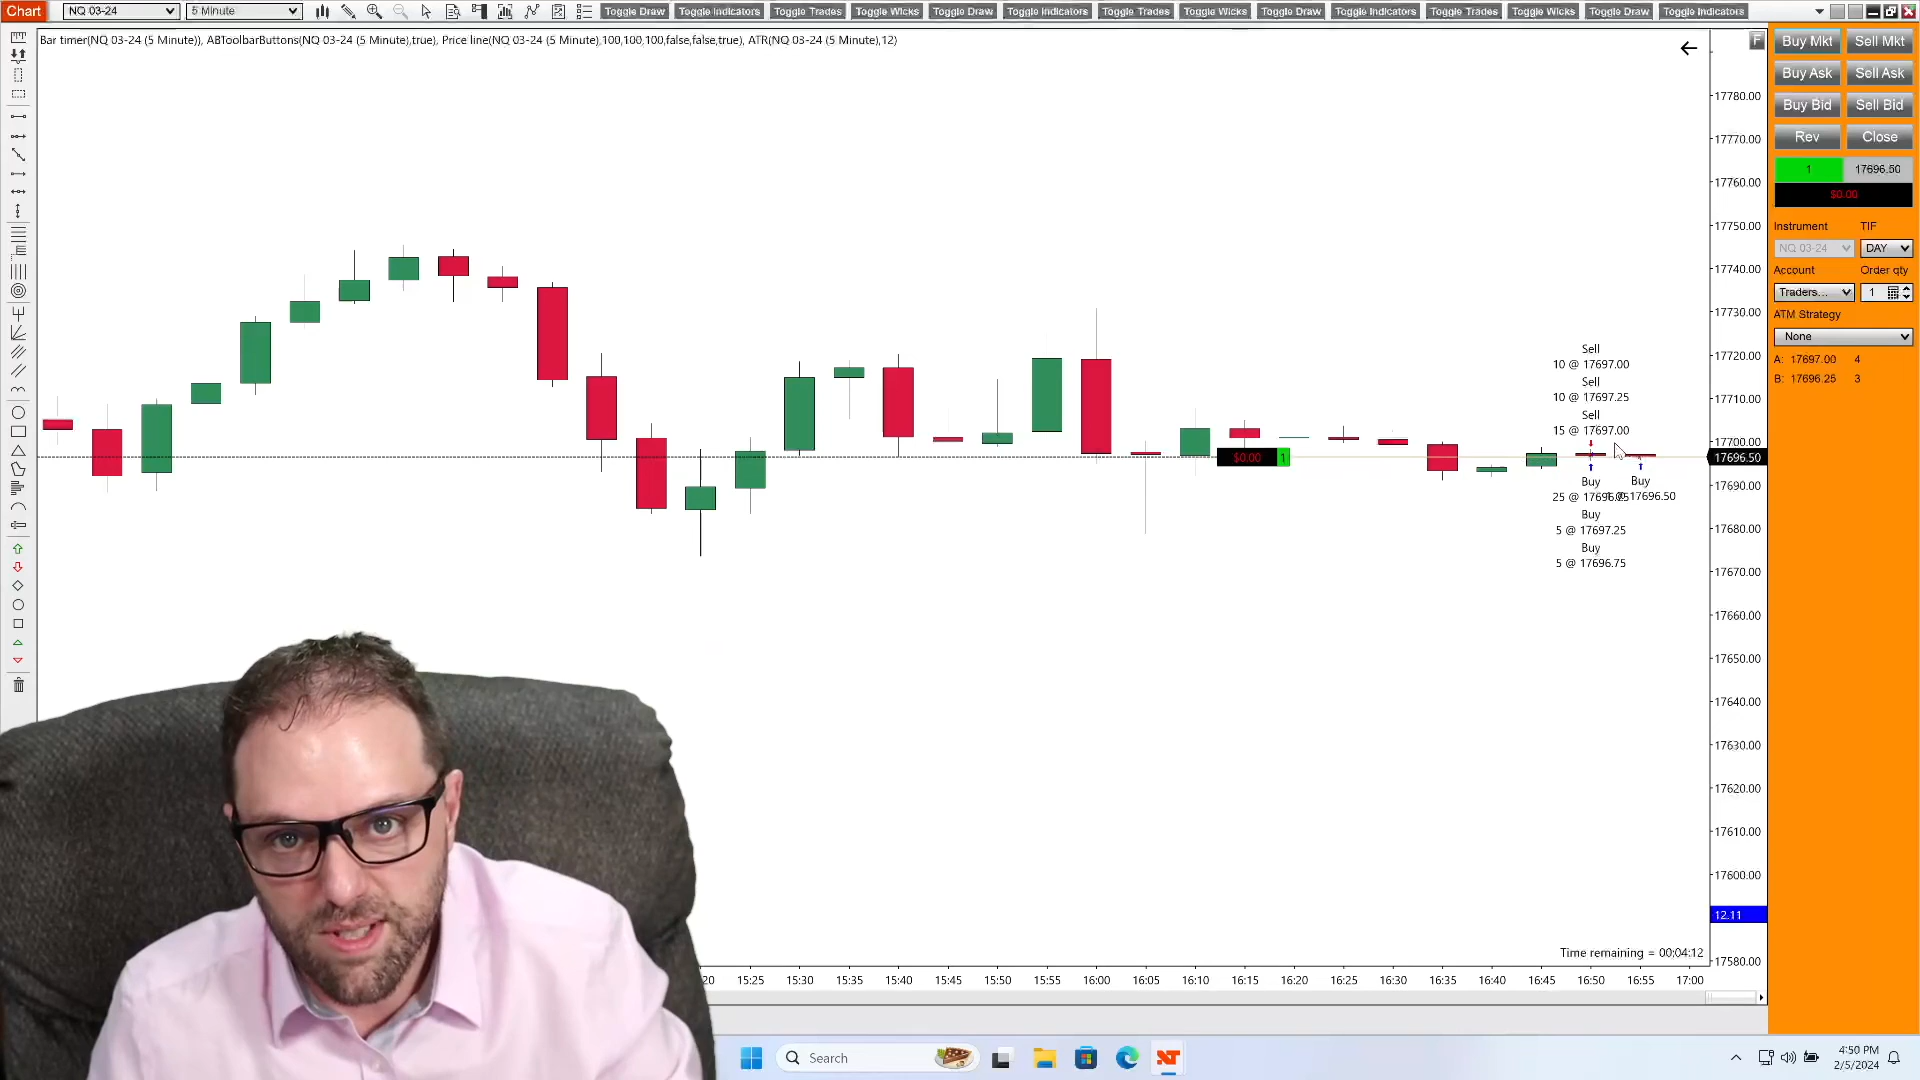 Chart NQ 03-24 5 Minute Toggle Draw Toggle Indicators Toggle Trades Toggle Wicks Toggle Draw Toggle Indicators Toggle Trades Toggle Wicks Toggle Draw Toggle Indicators Toggle Trades Toggle Wicks Toggle Draw Toggle Indicators
Bar timer(NQ 03-24 (5 Minute)), ABToolbarButtons(NQ 03-24 (5 Minute),true), Price line(NQ 03-24 (5 Minute),100,100,100,false,false,true), ATR(NQ 03-24 (5 Minute),12)
F
17780.00
17770.00
17760.00
17750.00
17740.00
17730.00
17720.00
17710.00
17700.00
17696.50
17690.00
17680.00
17670.00
17660.00
17650.00
17640.00
17630.00
17620.00
17610.00
17600.00
12.11
17580.00
Sell
10 @ 17697.00
Sell
10 @ 17697.25
Sell
15 @ 17697.00
$0.00 1
Buy
Buy
1 @ 17696.50
Buy
5 @ 17697.25
Buy
5 @ 17696.75
Time remaining = 00:04:12
15:25 15:30 15:35 15:40 15:45 15:50 15:55 16:00 16:05 16:10 16:15 16:20 16:25 16:30 16:35 16:40 16:45 16:50 16:55 17:00
Buy Mkt Sell Mkt
Buy Ask Sell Ask
Buy Bid Sell Bid
Rev Close
1 17696.50
$0.00
Instrument TIF
NQ 03-24 DAY
Account Order qty
Traders... 1
ATM Strategy
None
A: 17697.00 4
B: 17696.25 3
Search
4:50 PM
2/5/2024